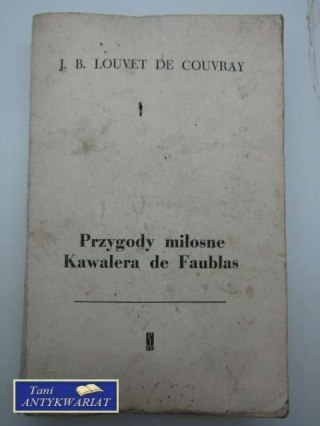 J. B. LOUVET DE COUVRAY
Przygody miłosne
Kawalera de Faublas
Tani
ANTYKWARIAT